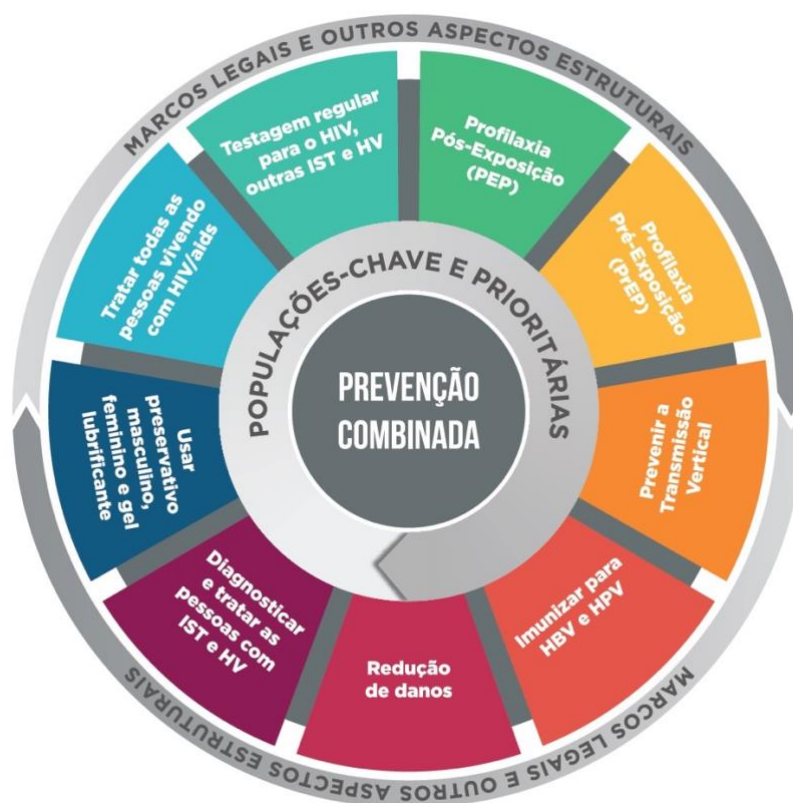 MARCOS LEGAIS E OUTROS ASPECTOS ESTRUTURAIS
Testagem regular
para o HIV,
outras IST e HV
Profilaxia
Pós-Exposição
(PEP)
Profilaxia
Pré-Exposição
(PrEP)
Prevenir a
Transmissão
Vertical
Imunizar para
HBV e HPV
Redução
de danos
Diagnosticar
e tratar as
pessoas com
IST e HV
Usar
preservativo
masculino,
feminino e gel
lubrificante
Tratar todas as
pessoas vivendo
com HIV/aids
POPULAÇÕES-CHAVE E PRIORITÁRIAS
PREVENÇÃO
COMBINADA
MARCOS LEGAIS E OUTROS ASPECTOS ESTRUTURAIS